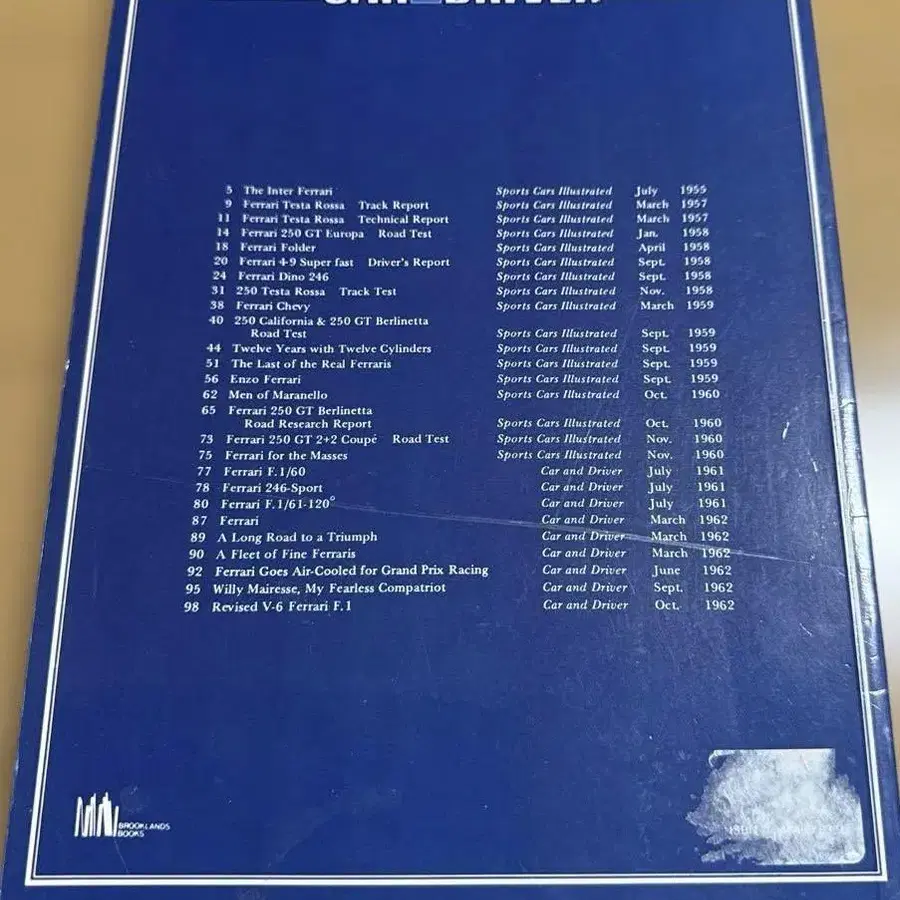 CAR DRIVER
5 The Inter Ferrari Sports Cars Illustrated July 1955
9 Ferrari Testa Rossa Track Report Sports Cars Illustrated March 1957
11 Ferrari Testa Rossa Technical Report Sports Cars Illustrated March 1957
14 Ferrari 250 GT Europa Road Test Sports Cars Illustrated Jan. 1958
18 Ferrari Folder Sports Cars Illustrated April 1958
20 Ferrari 4-9 Super fast Driver's Report Sports Cars Illustrated Sept. 1958
24 Ferrari Dino 246 Sports Cars Illustrated Sept. 1958
31 250 Testa Rossa Track Test Sports Cars Illustrated Nov. 1958
38 Ferrari Chevy Sports Cars Illustrated March 1959
40 250 California & 250 GT Berlinetta
Road Test Sports Cars Illustrated Sept. 1959
44 Twelve Years with Twelve Cylinders Sports Cars Illustrated Sept. 1959
51 The Last of the Real Ferraris Sports Cars Illustrated Sept. 1959
56 Enzo Ferrari Sports Cars Illustrated Sept. 1959
62 Men of Maranello Sports Cars Illustrated Oct. 1960
65 Ferrari 250 GT Berlinetta
Road Research Report Sports Cars Illustrated Oct. 1960
73 Ferrari 250 GT 2+2 Coupé Road Test Sports Cars Illustrated Nov. 1960
75 Ferrari for the Masses Sports Cars Illustrated Nov. 1960
77 Ferrari F.1/60 Car and Driver July 1961
78 Ferrari 246-Sport Car and Driver July 1961
80 Ferrari F.1/61-120° Car and Driver July 1961
87 Ferrari Car and Driver March 1962
89 A Long Road to a Triumph Car and Driver March 1962
90 A Fleet of Fine Ferraris Car and Driver March 1962
92 Ferrari Goes Air-Cooled for Grand Prix Racing Car and Driver June 1962
95 Willy Mairesse, My Fearless Compatriot Car and Driver Sept. 1962
98 Revised V-6 Ferrari F.1 Car and Driver Oct. 1962
BROOKLANDS
BOOKS